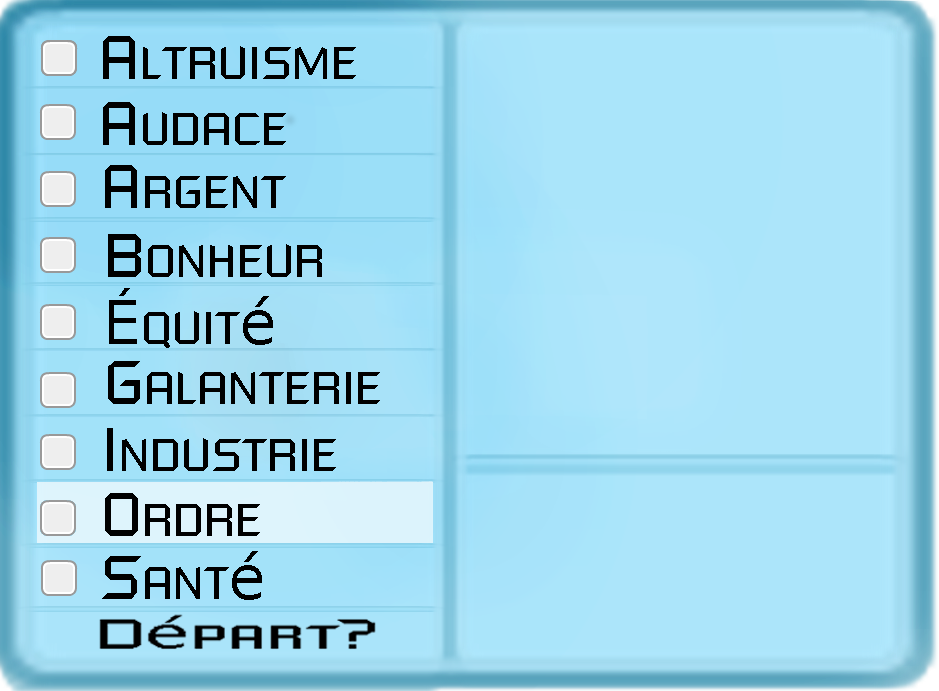 Altruisme
Audace
Argent
Bonheur
Équité
Galanterie
Industrie
Ordre
Santé
Départ?